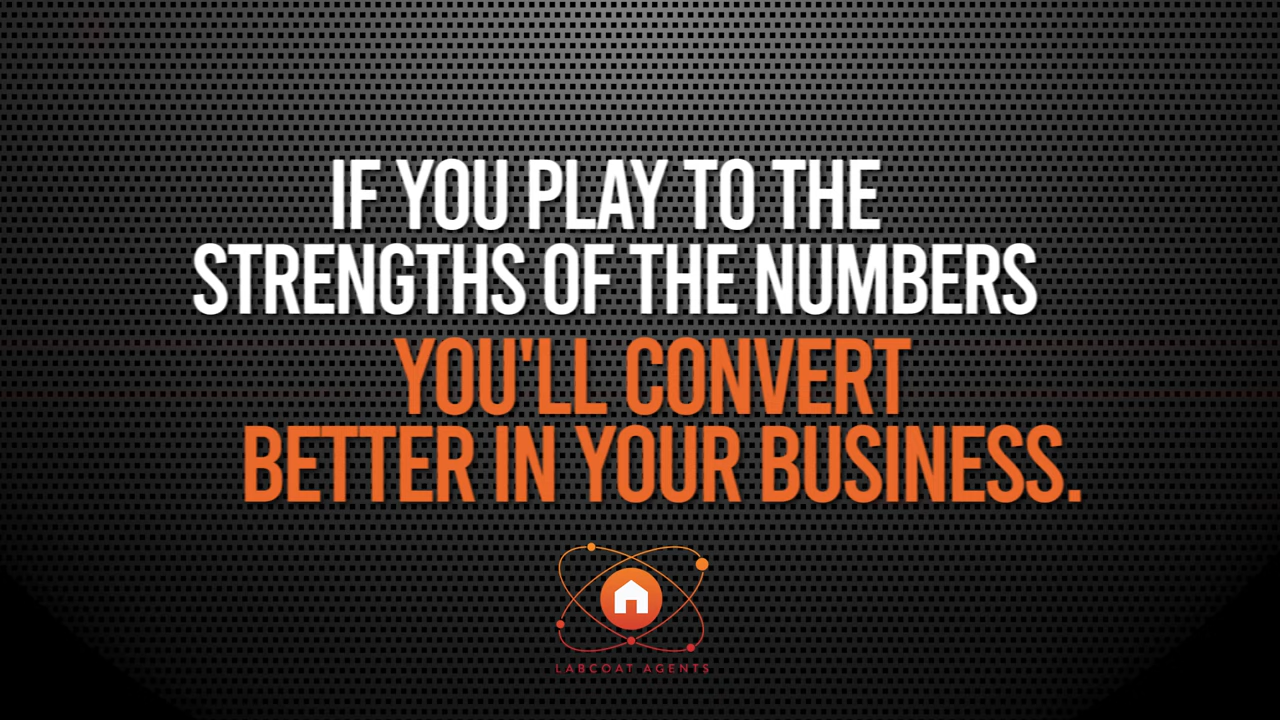 IF YOU PLAY TO THE
STRENGTHS OF THE NUMBERS
YOU'LL CONVERT
BETTER IN YOUR BUSINESS.
LABCOAT AGENTS